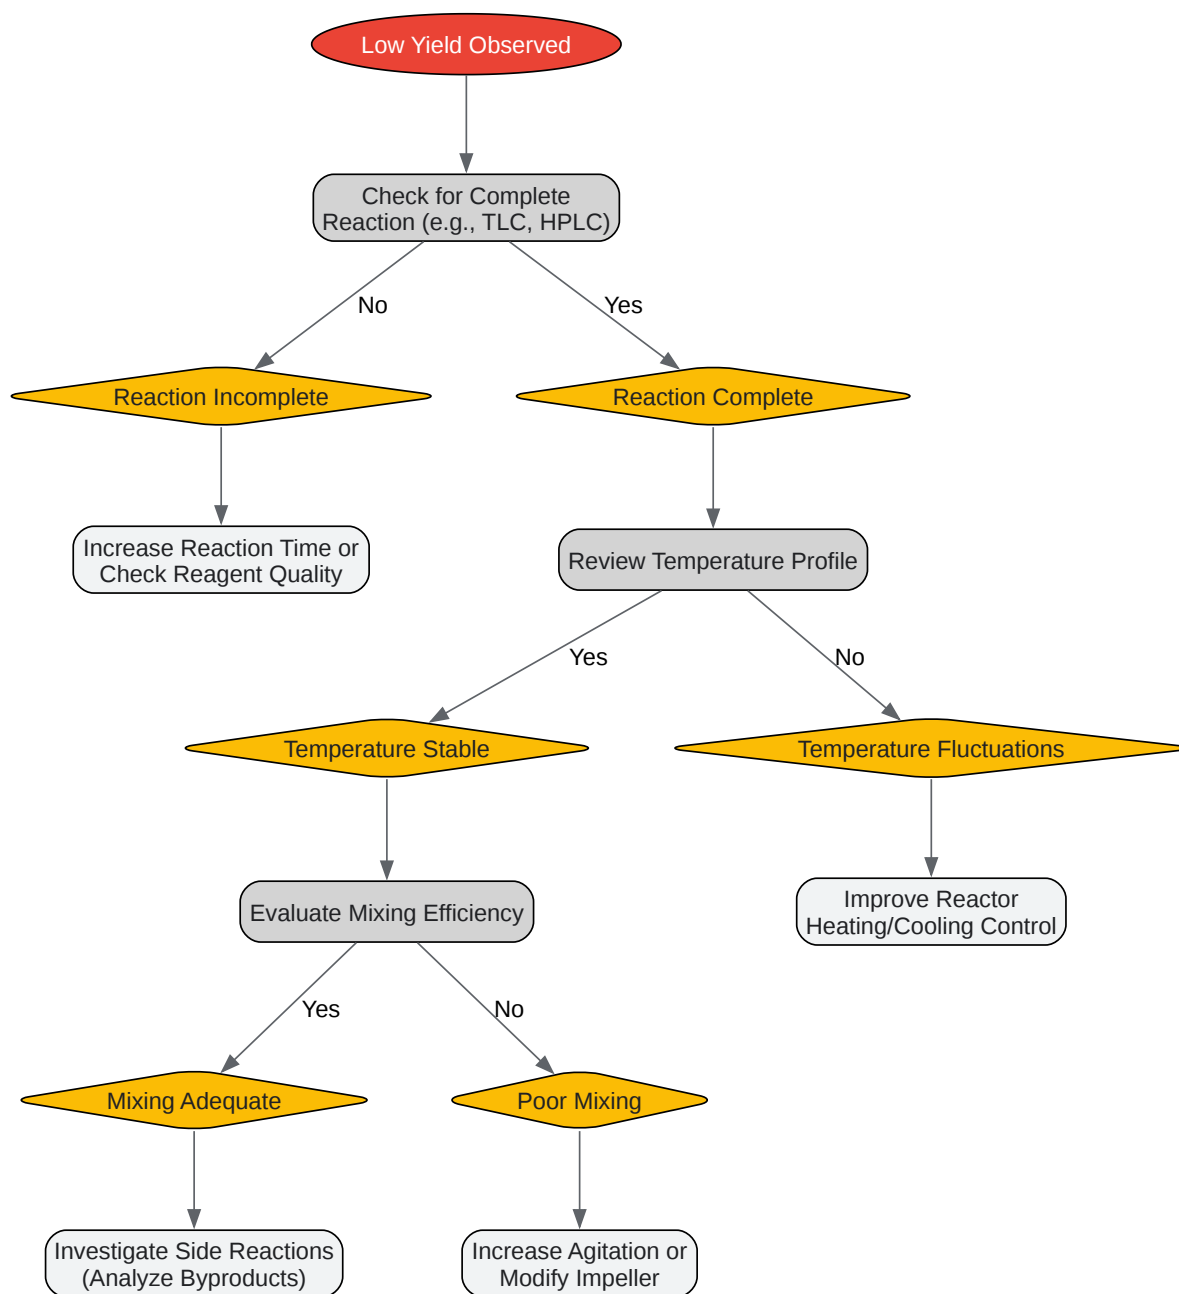 Low Yield Observed
Check for Complete
Reaction (e.g., TLC, HPLC)
No
Yes
Reaction Incomplete
Reaction Complete
Increase Reaction Time or
Check Reagent Quality
Review Temperature Profile
Yes
No
Temperature Stable
Temperature Fluctuations
Evaluate Mixing Efficiency
Improve Reactor
Heating/Cooling Control
Yes
No
Mixing Adequate
Poor Mixing
Investigate Side Reactions
(Analyze Byproducts)
Increase Agitation or
Modify Impeller